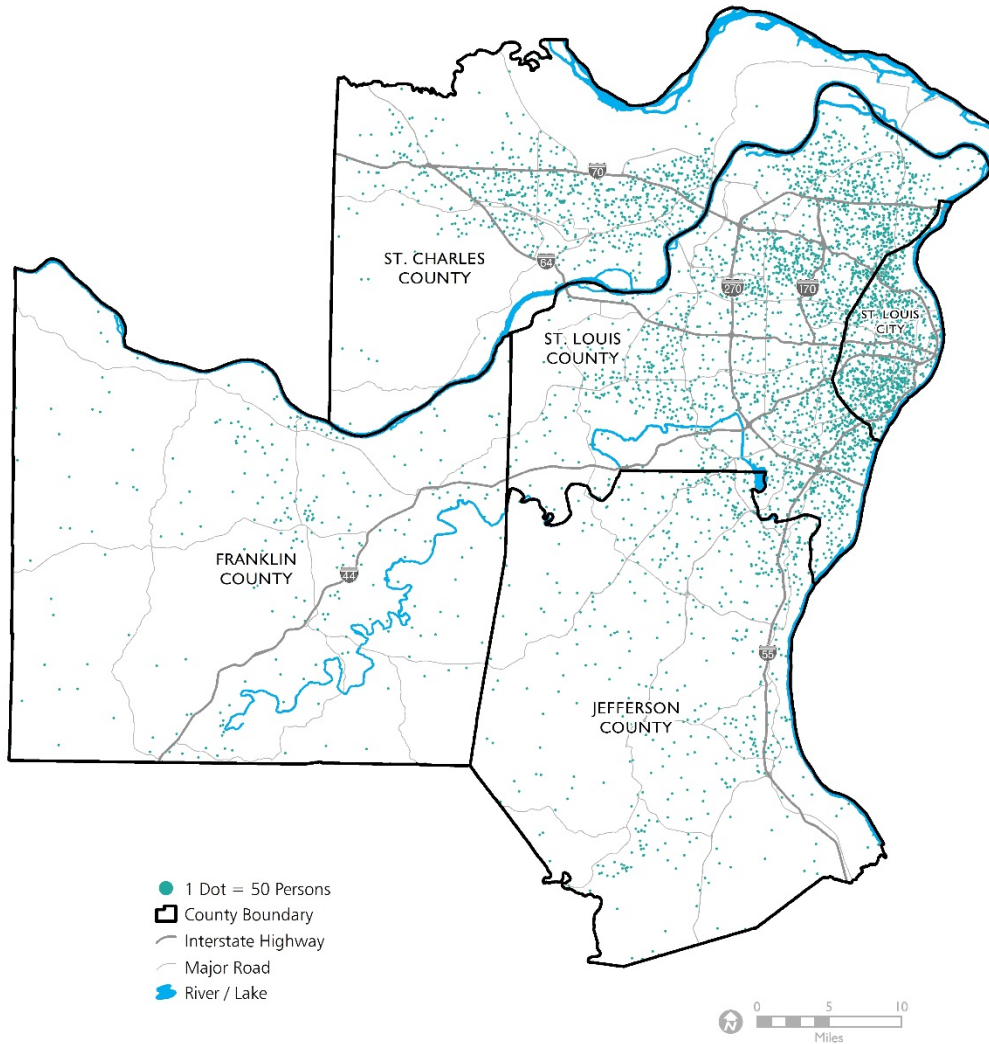 70
ST. CHARLES
COUNTY
64
270
170
ST. LOUIS
CITY
ST. LOUIS
COUNTY
FRANKLIN
COUNTY
44
55
JEFFERSON
COUNTY
1 Dot = 50 Persons
County Boundary
Interstate Highway
Major Road
River / Lake
N
0 5 10
Miles